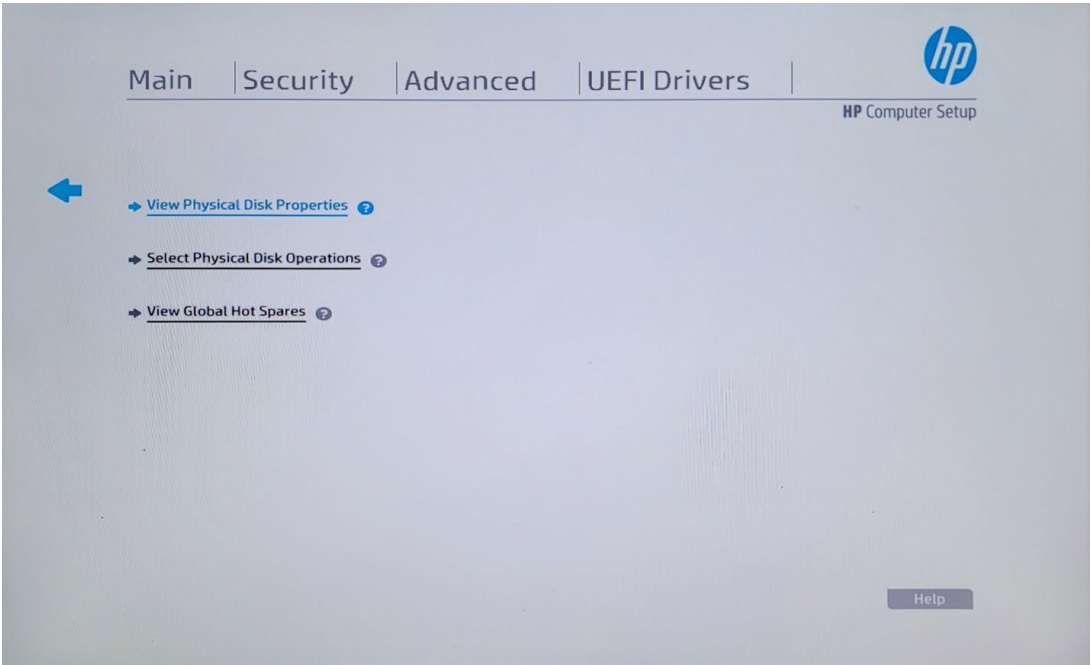 hp
Main
Security
Advanced
UEFI Drivers
HP Computer Setup
View Physical Disk Properties ?
Select Physical Disk Operations ?
View Global Hot Spares ?
Help